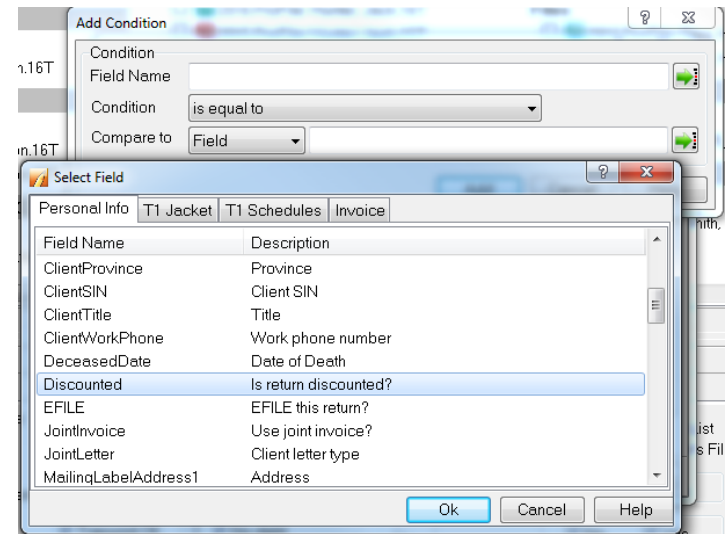 Add Condition
Condition
n.16T
Field Name
Condition
is equal to
on.16T
Compare to
Field
Select Field
Personal Info
T1 Jacket
T1 Schedules
Invoice
nith,
Field Name
Description
ClientProvince
Province
ClientSIN
Client SIN
ClientTitle
Title
ClientWorkPhone
Work phone number
DeceasedDate
Date of Death
Discounted
Is return discounted?
EFILE
EFILE this return?
JointInvoice
Use joint invoice?
ist
JointLetter
Client letter type
s Fil
MailingLabelAddress1
Address
Ok
Cancel
Help